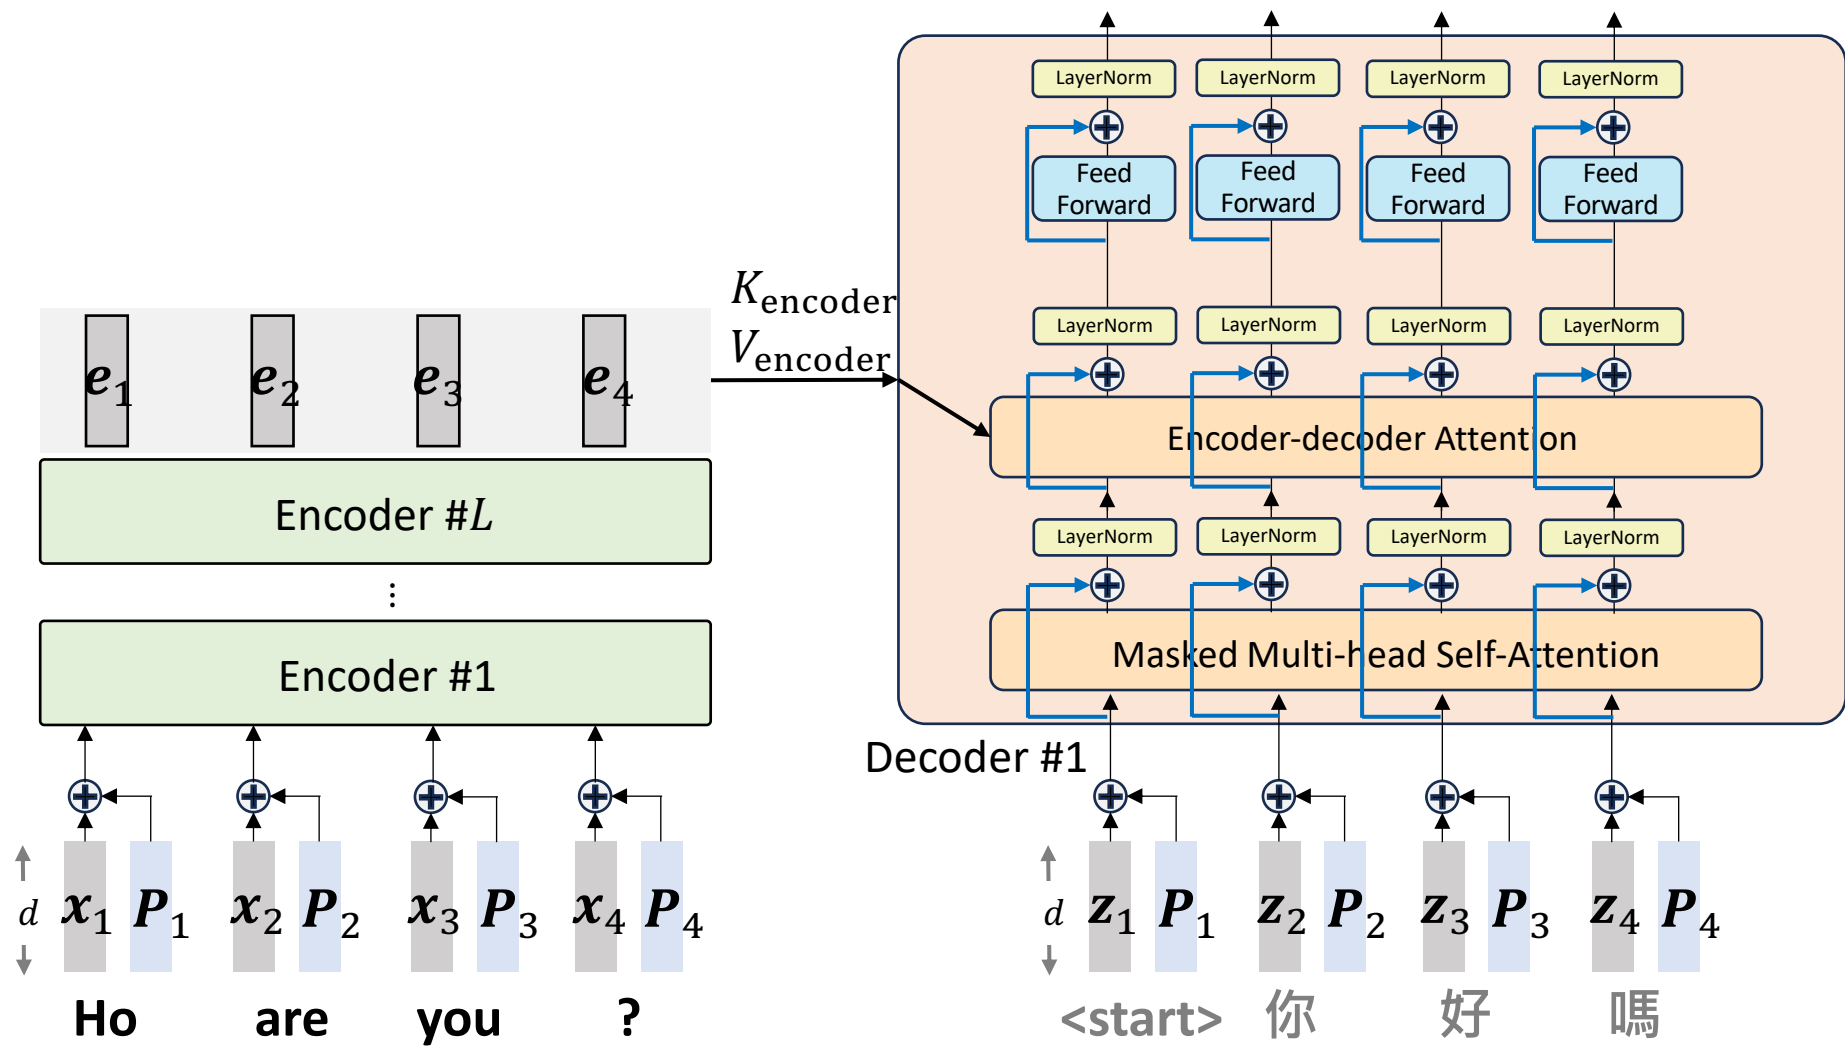 LayerNorm LayerNorm LayerNorm LayerNorm
Feed Forward Feed Forward Feed Forward Feed Forward
K encoder
V encoder
LayerNorm LayerNorm LayerNorm LayerNorm
e1 e2 e3 e4
Encoder-decoder Attention
Encoder #L
LayerNorm LayerNorm LayerNorm LayerNorm
⋮
Encoder #1
Masked Multi-head Self-Attention
Decoder #1
d x1 P1 x2 P2 x3 P3 x4 P4
d z1 P1 z2 P2 z3 P3 z4 P4
Ho are you ?
<start> 你 好 嗎